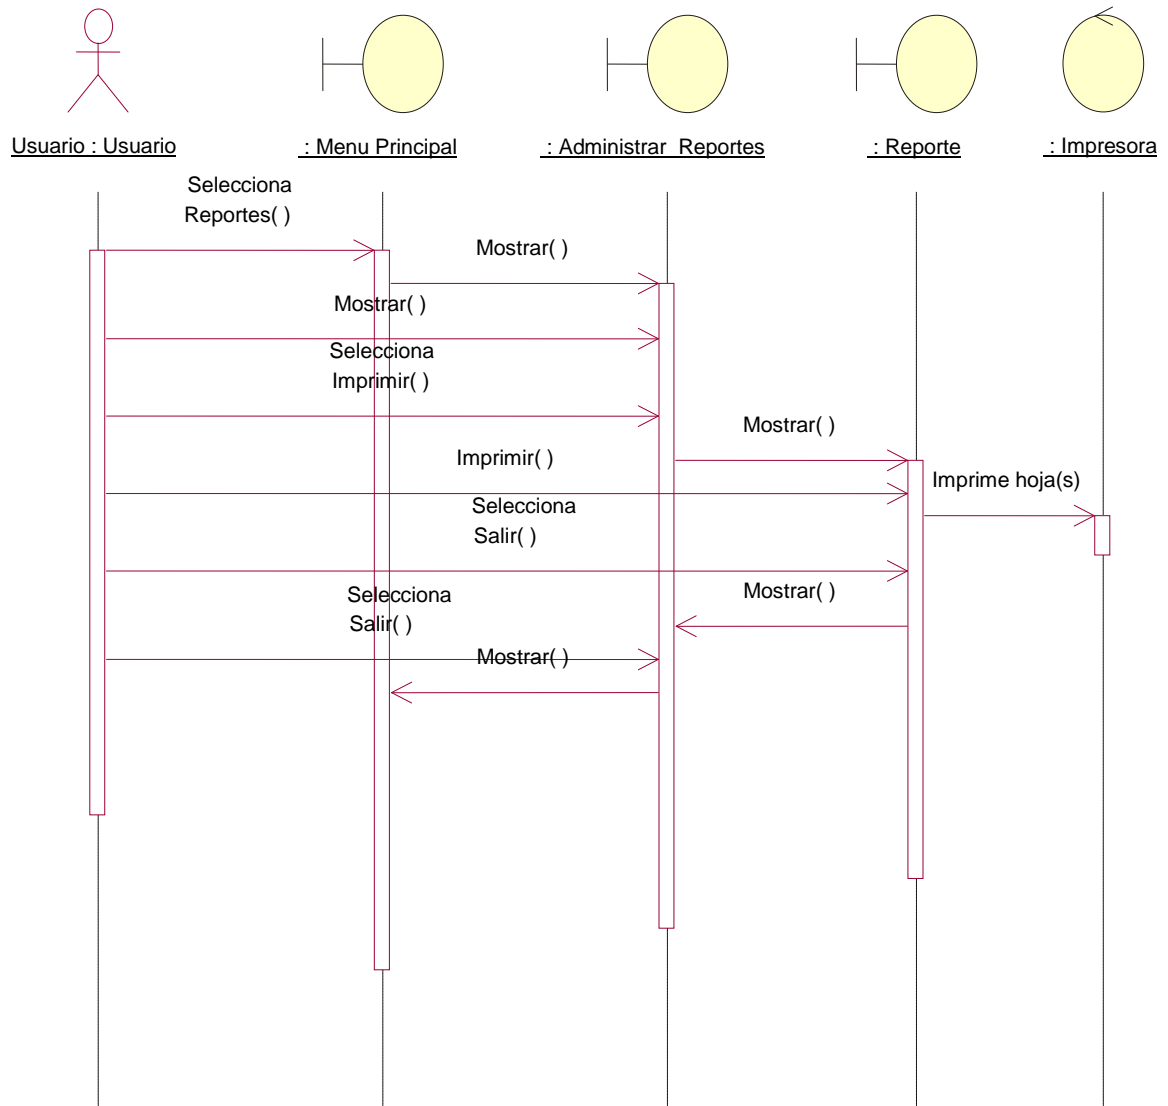 Usuario : Usuario
: Menu Principal
: Administrar Reportes
: Reporte
: Impresora
Selecciona
Reportes( )
Mostrar( )
Mostrar( )
Selecciona
Imprimir( )
Mostrar( )
Imprimir( )
Imprime hoja(s)
Selecciona
Salir( )
Mostrar( )
Selecciona
Salir( )
Mostrar( )